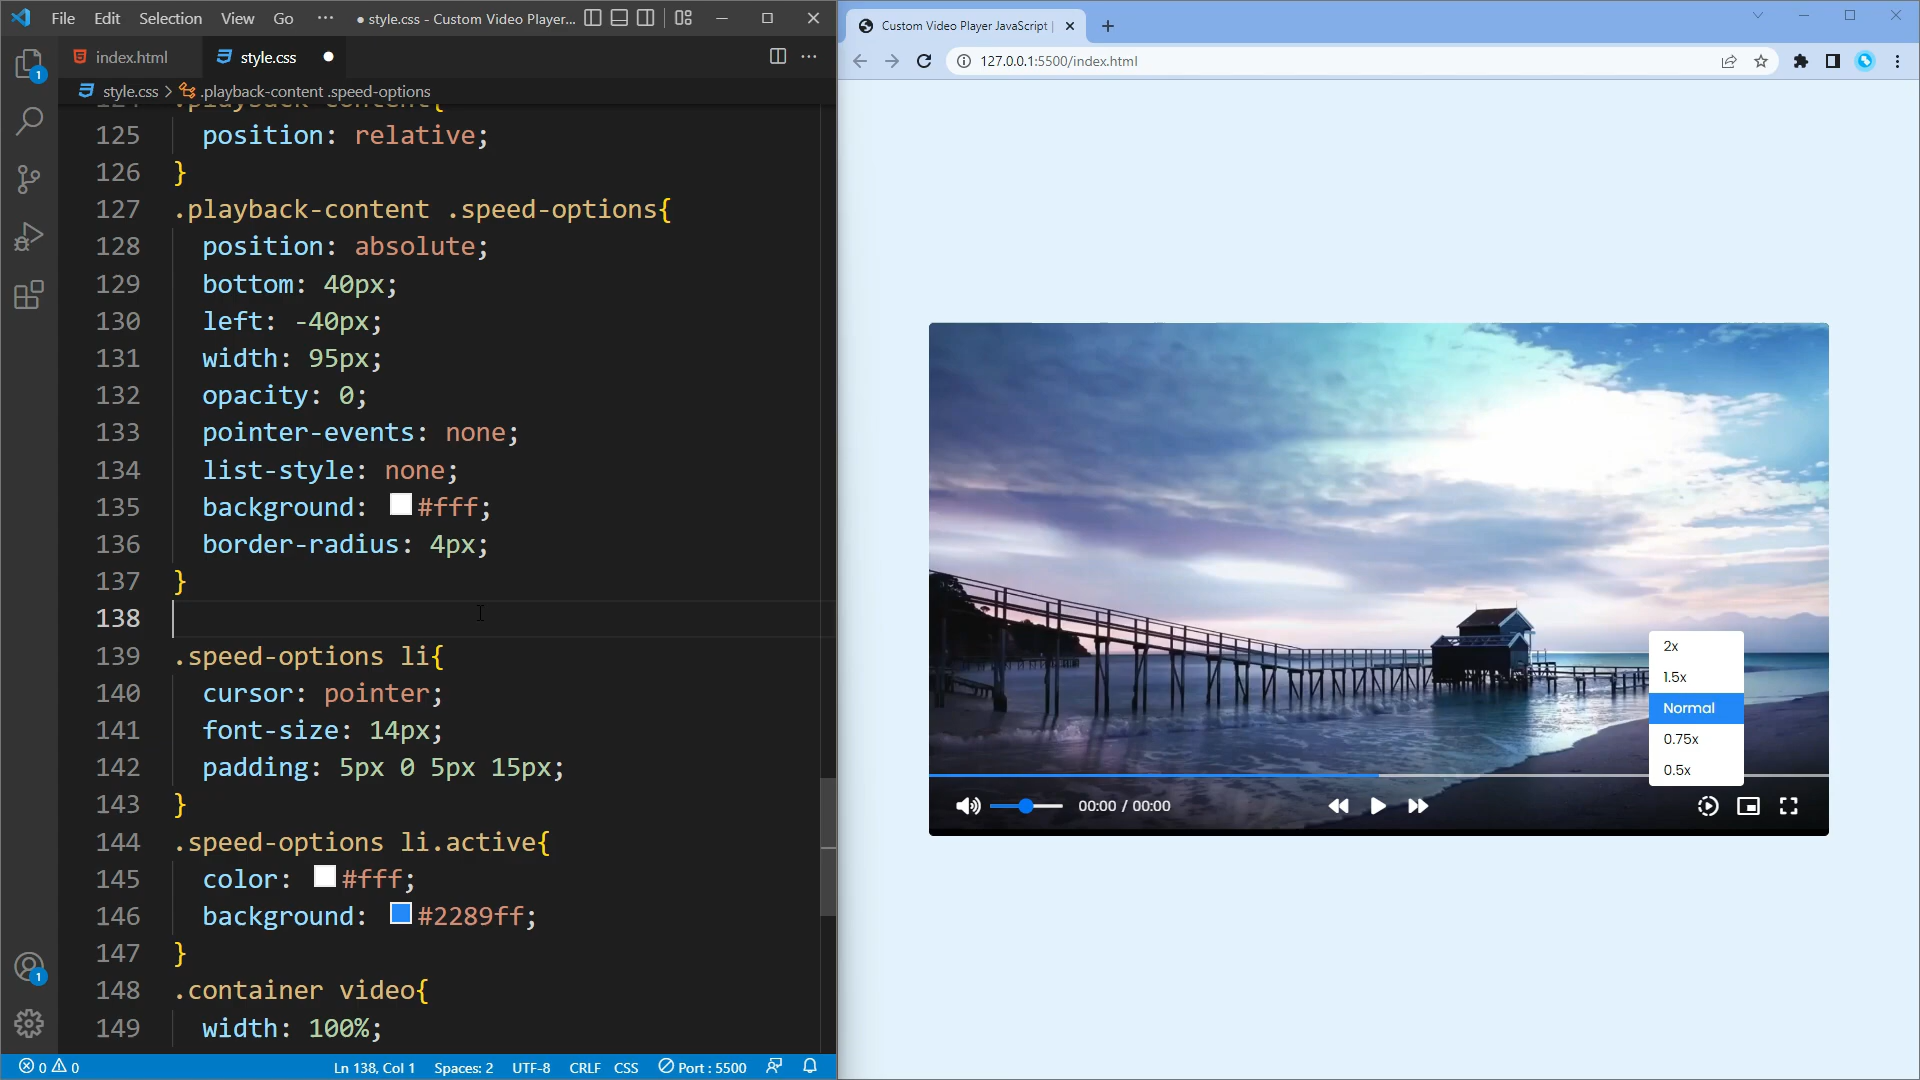 File Edit Selection View Go ··· ● style.css - Custom Video Player...
index.html style.css
style.css > .playback-content .speed-options
124 .playback-content{
125 position: relative;
126 }
127 .playback-content .speed-options{
128 position: absolute;
129 bottom: 40px;
130 left: -40px;
131 width: 95px;
132 opacity: 0;
133 pointer-events: none;
134 list-style: none;
135 background: #fff;
136 border-radius: 4px;
137 }
138
139 .speed-options li{
140 cursor: pointer;
141 font-size: 14px;
142 padding: 5px 0 5px 15px;
143 }
144 .speed-options li.active{
145 color: #fff;
146 background: #2289ff;
147 }
148 .container video{
149 width: 100%;
1
1
0 0 Ln 138, Col 1 Spaces: 2 UTF-8 CRLF CSS Port : 5500
Custom Video Player JavaScript |
127.0.0.1:5500/index.html
2x
1.5x
Normal
0.75x
0.5x
00:00 / 00:00